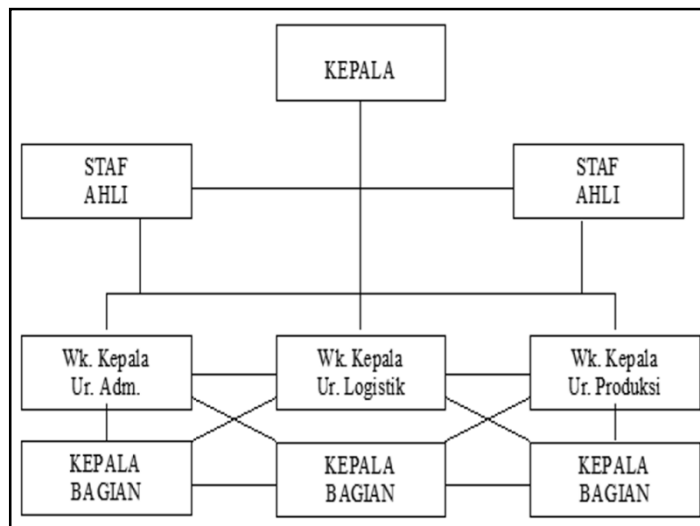 KEPALA
STAF
AHLI
STAF
AHLI
Wk. Kepala
Ur. Adm.
Wk. Kepala
Ur. Logistik
Wk. Kepala
Ur. Produksi
KEPALA
BAGIAN
KEPALA
BAGIAN
KEPALA
BAGIAN